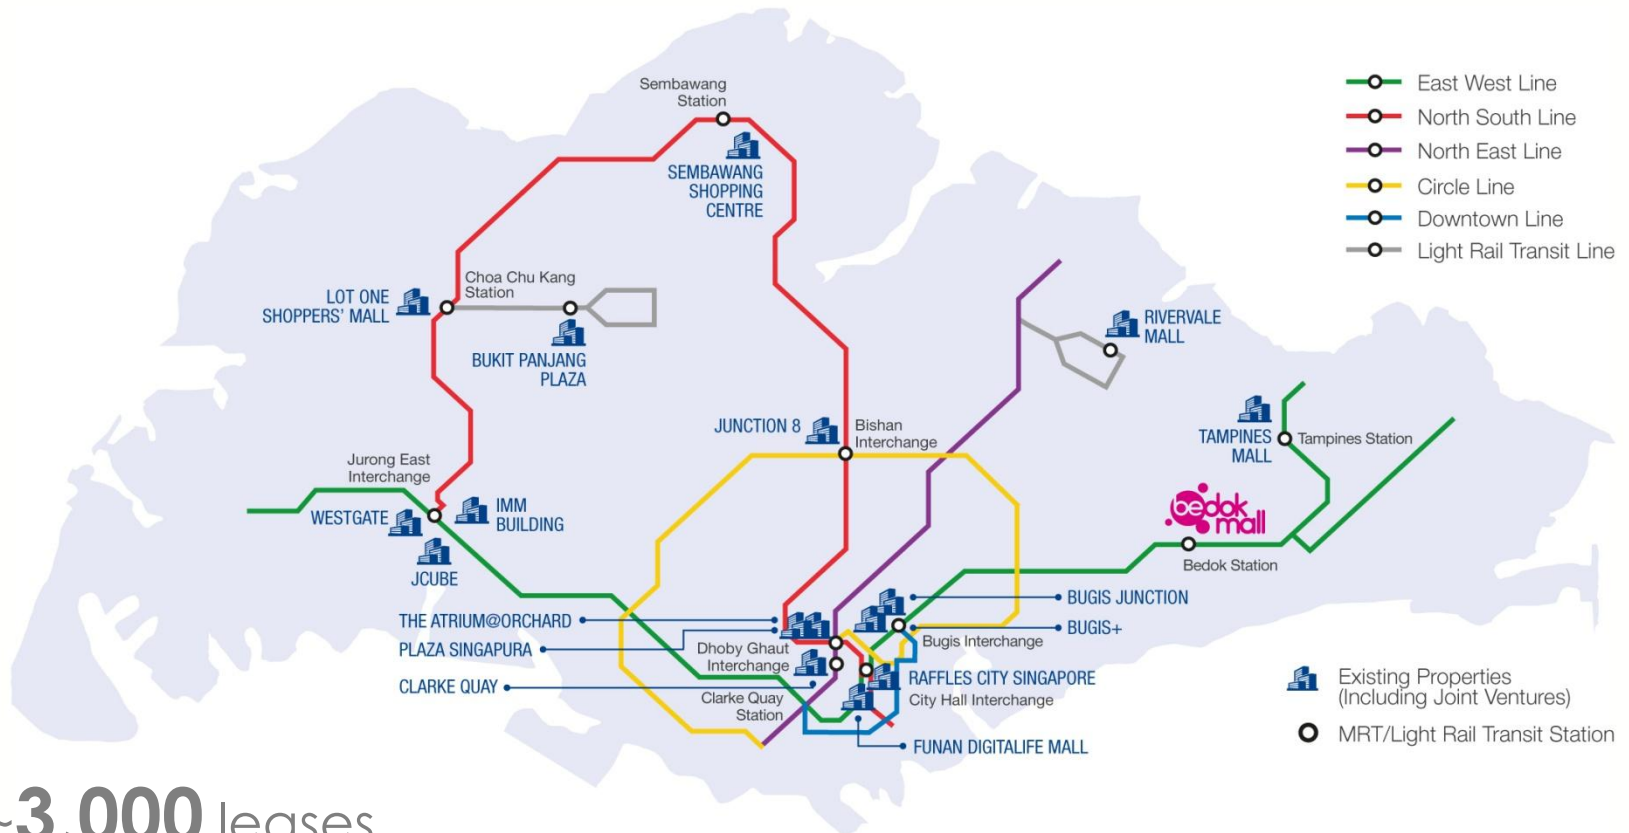 Sembawang
Station
SEMBAWANG
SHOPPING
CENTRE
East West Line
North South Line
North East Line
Circle Line
Downtown Line
Light Rail Transit Line
Choa Chu Kang
Station
LOT ONE
SHOPPERS' MALL
BUKIT PANJANG
PLAZA
RIVERVALE
MALL
JUNCTION 8
Bishan
Interchange
TAMPINES
MALL
Tampines Station
Jurong East
Interchange
WESTGATE
IMM
BUILDING
JCUBE
bedok
mall
Bedok Station
THE ATRIUM@ORCHARD
PLAZA SINGAPURA
CLARKE QUAY
Dhoby Ghaut
Interchange
Clarke Quay
Station
BUGIS JUNCTION
BUGIS+
Bugis Interchange
RAFFLES CITY SINGAPORE
City Hall Interchange
FUNAN DIGITALIFE MALL
Existing Properties
(Including Joint Ventures)
MRT/Light Rail Transit Station
~3,000 leases